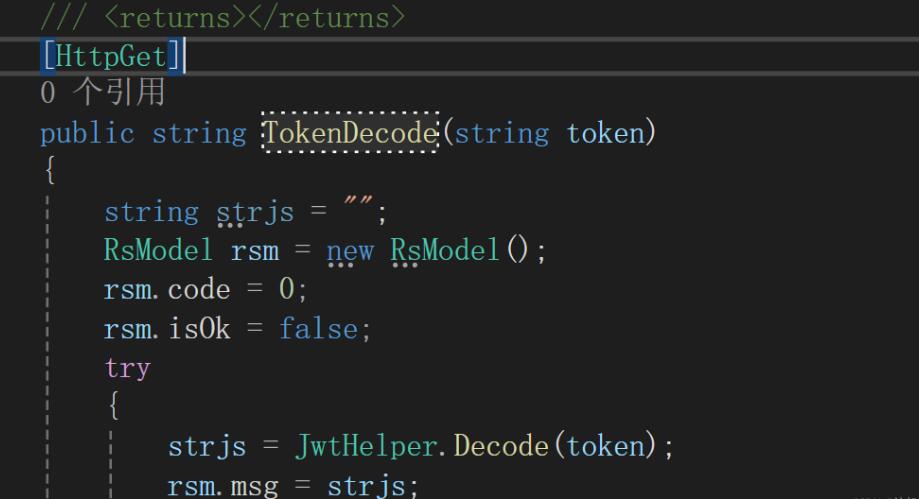 /// <returns></returns>
[HttpGet]
0 个引用
public string TokenDecode(string token)
{
string strjs = "";
RsModel rsm = new RsModel();
rsm.code = 0;
rsm.isOk = false;
try
{
strjs = JwtHelper.Decode(token);
rsm.msg = strjs;